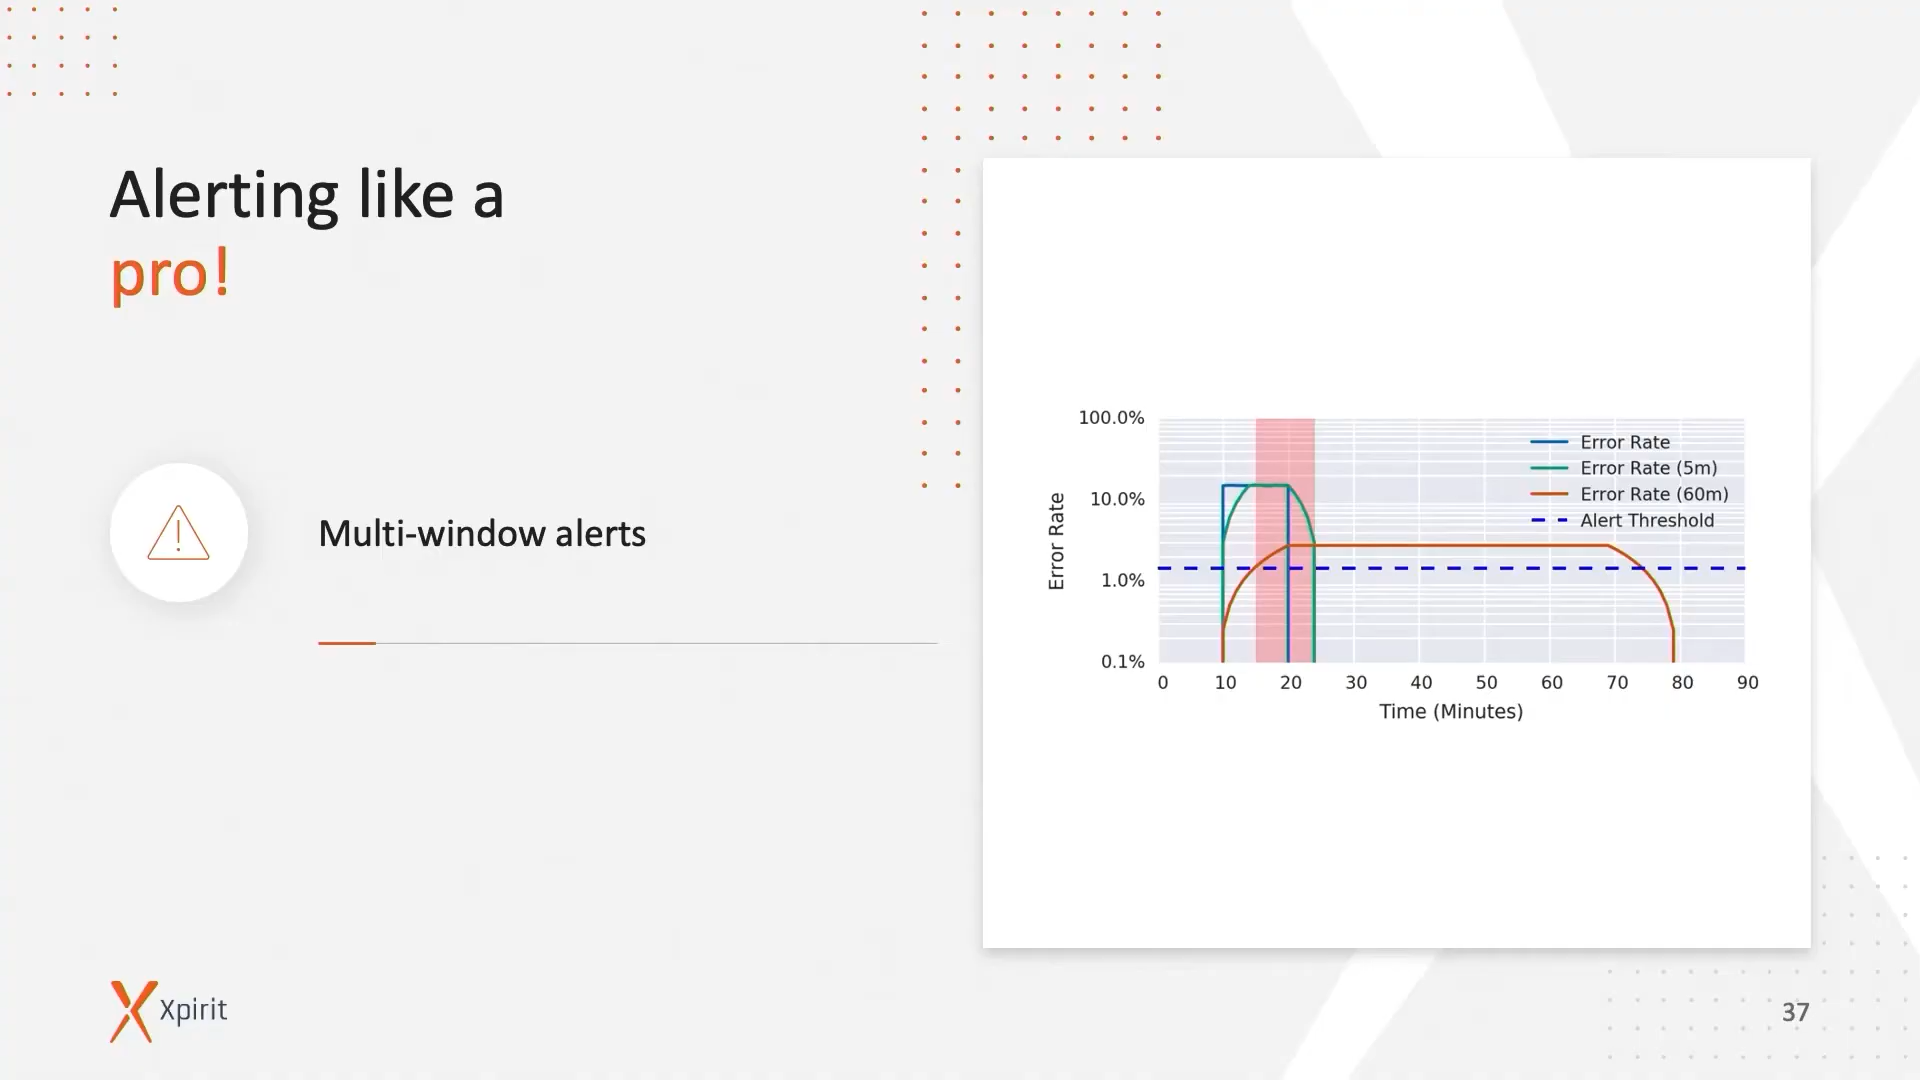 Alerting like a
pro!
Multi-window alerts
100.0%
10.0%
1.0%
0.1%
Error Rate
Error Rate
Error Rate (5m)
Error Rate (60m)
Alert Threshold
0 10 20 30 40 50 60 70 80 90
Time (Minutes)
Xpirit
37